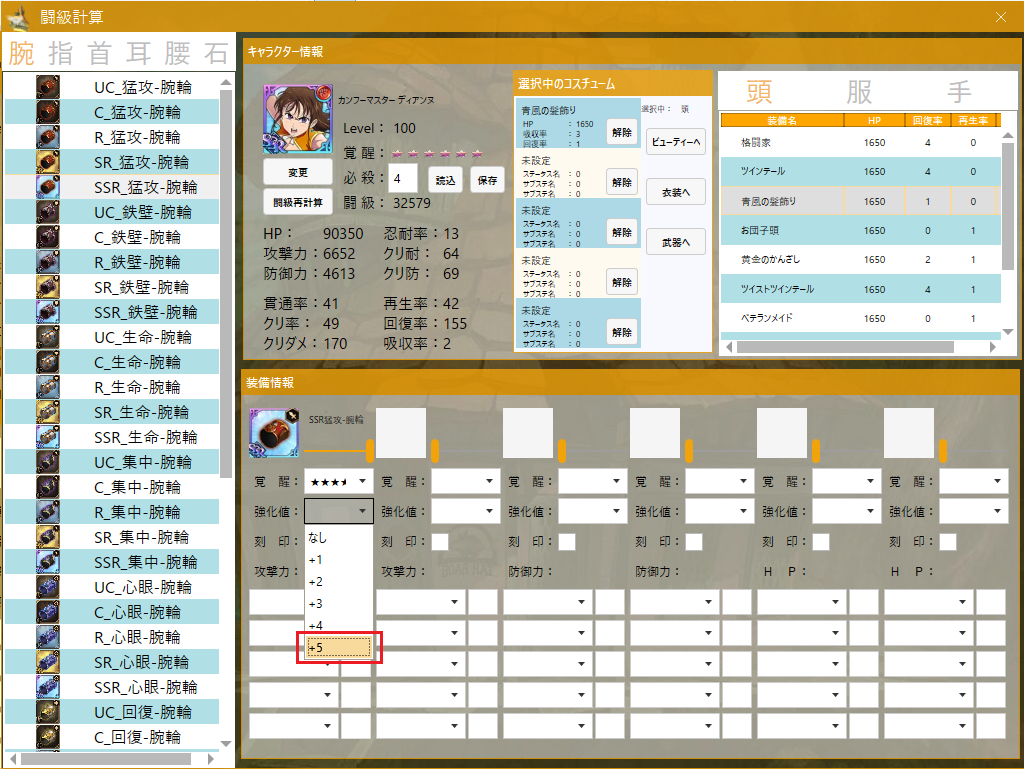 闘級計算
腕 指 首 耳 腰 石
UC_猛攻-腕輪
C_猛攻-腕輪
R_猛攻-腕輪
SR_猛攻-腕輪
SSR_猛攻-腕輪
UC_鉄壁-腕輪
C_鉄壁-腕輪
R_鉄壁-腕輪
SR_鉄壁-腕輪
SSR_鉄壁-腕輪
UC_生命-腕輪
C_生命-腕輪
R_生命-腕輪
SR_生命-腕輪
SSR_生命-腕輪
UC_集中-腕輪
C_集中-腕輪
R_集中-腕輪
SR_集中-腕輪
SSR_集中-腕輪
UC_心眼-腕輪
C_心眼-腕輪
R_心眼-腕輪
SR_心眼-腕輪
SSR_心眼-腕輪
UC_回復-腕輪
C_回復-腕輪
キャラクター情報
カンフーマスター ディアンヌ
Level： 100
覚 醒：★★★★★★
必 殺： 4 読込 保存
闘 級： 32579
変更
闘級再計算
HP： 90350 忍耐率：13
攻撃力：6652 クリ耐： 64
防御力：4613 クリ防： 69
貫通率：41 再生率：42
クリ率： 49 回復率：155
クリダメ：170 吸収率：2
選択中のコスチューム
青風の髪飾り
HP ：1650
吸収率 ：3
回復率 ：1
解除
未設定
ステータス名 ：0
サブステ名 ：0
サブステ名 ：0
解除
未設定
ステータス名 ：0
サブステ名 ：0
サブステ名 ：0
解除
未設定
ステータス名 ：0
サブステ名 ：0
サブステ名 ：0
解除
未設定
ステータス名 ：0
サブステ名 ：0
サブステ名 ：0
解除
選択中： 頭
ビューティーへ
衣装へ
武器へ
頭 服 手
装備名 HP 回復率 再生率
格闘家 1650 4 0
ツインテール 1650 4 0
青風の髪飾り 1650 1 0
お団子頭 1650 0 1
黄金のかんざし 1650 2 1
ツイストツインテール 1650 4 1
ベテランメイド 1650 0 1
装備情報
SSR猛攻-腕輪
覚 醒： ★★★★ 覚 醒： 覚 醒： 覚 醒： 覚 醒： 覚 醒：
強化値： 強化値： 強化値： 強化値： 強化値： 強化値：
刻 印： 刻 印： 刻 印： 刻 印： 刻 印： 刻 印：
攻撃力： 攻撃力： 防御力： 防御力： Ｈ Ｐ： Ｈ Ｐ：
なし
+1
+2
+3
+4
+5